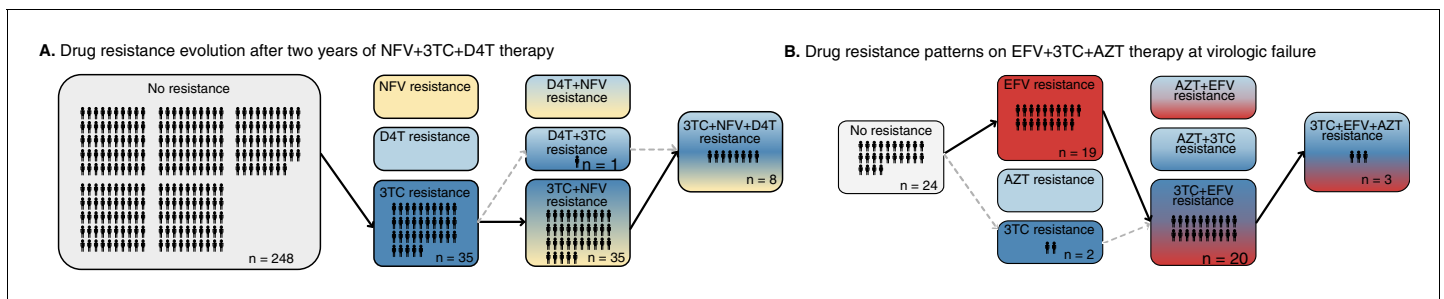 A. Drug resistance evolution after two years of NFV+3TC+D4T therapy
No resistance
n = 248
NFV resistance
D4T resistance
3TC resistance
n = 35
D4T+NFV
resistance
D4T+3TC
resistance
n = 1
3TC+NFV
resistance
n = 35
3TC+NFV+D4T
resistance
n = 8
B. Drug resistance patterns on EFV+3TC+AZT therapy at virologic failure
No resistance
n = 24
EFV resistance
n = 19
AZT resistance
3TC resistance
n = 2
AZT+EFV
resistance
AZT+3TC
resistance
3TC+EFV
resistance
n = 20
3TC+EFV+AZT
resistance
n = 3